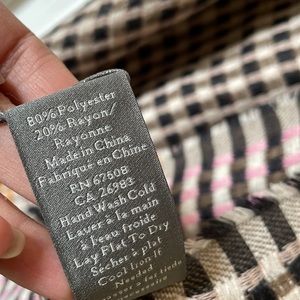 80% Polyester
20% Rayon/
Rayonne
Made in China
Fabriqué en Chine
RN 67508
CA 26983
Hand Wash Cold
Laver à la main
à l'eau froide
Lay Flat To Dry
Sécher à plat
Cool Iron If
Needed